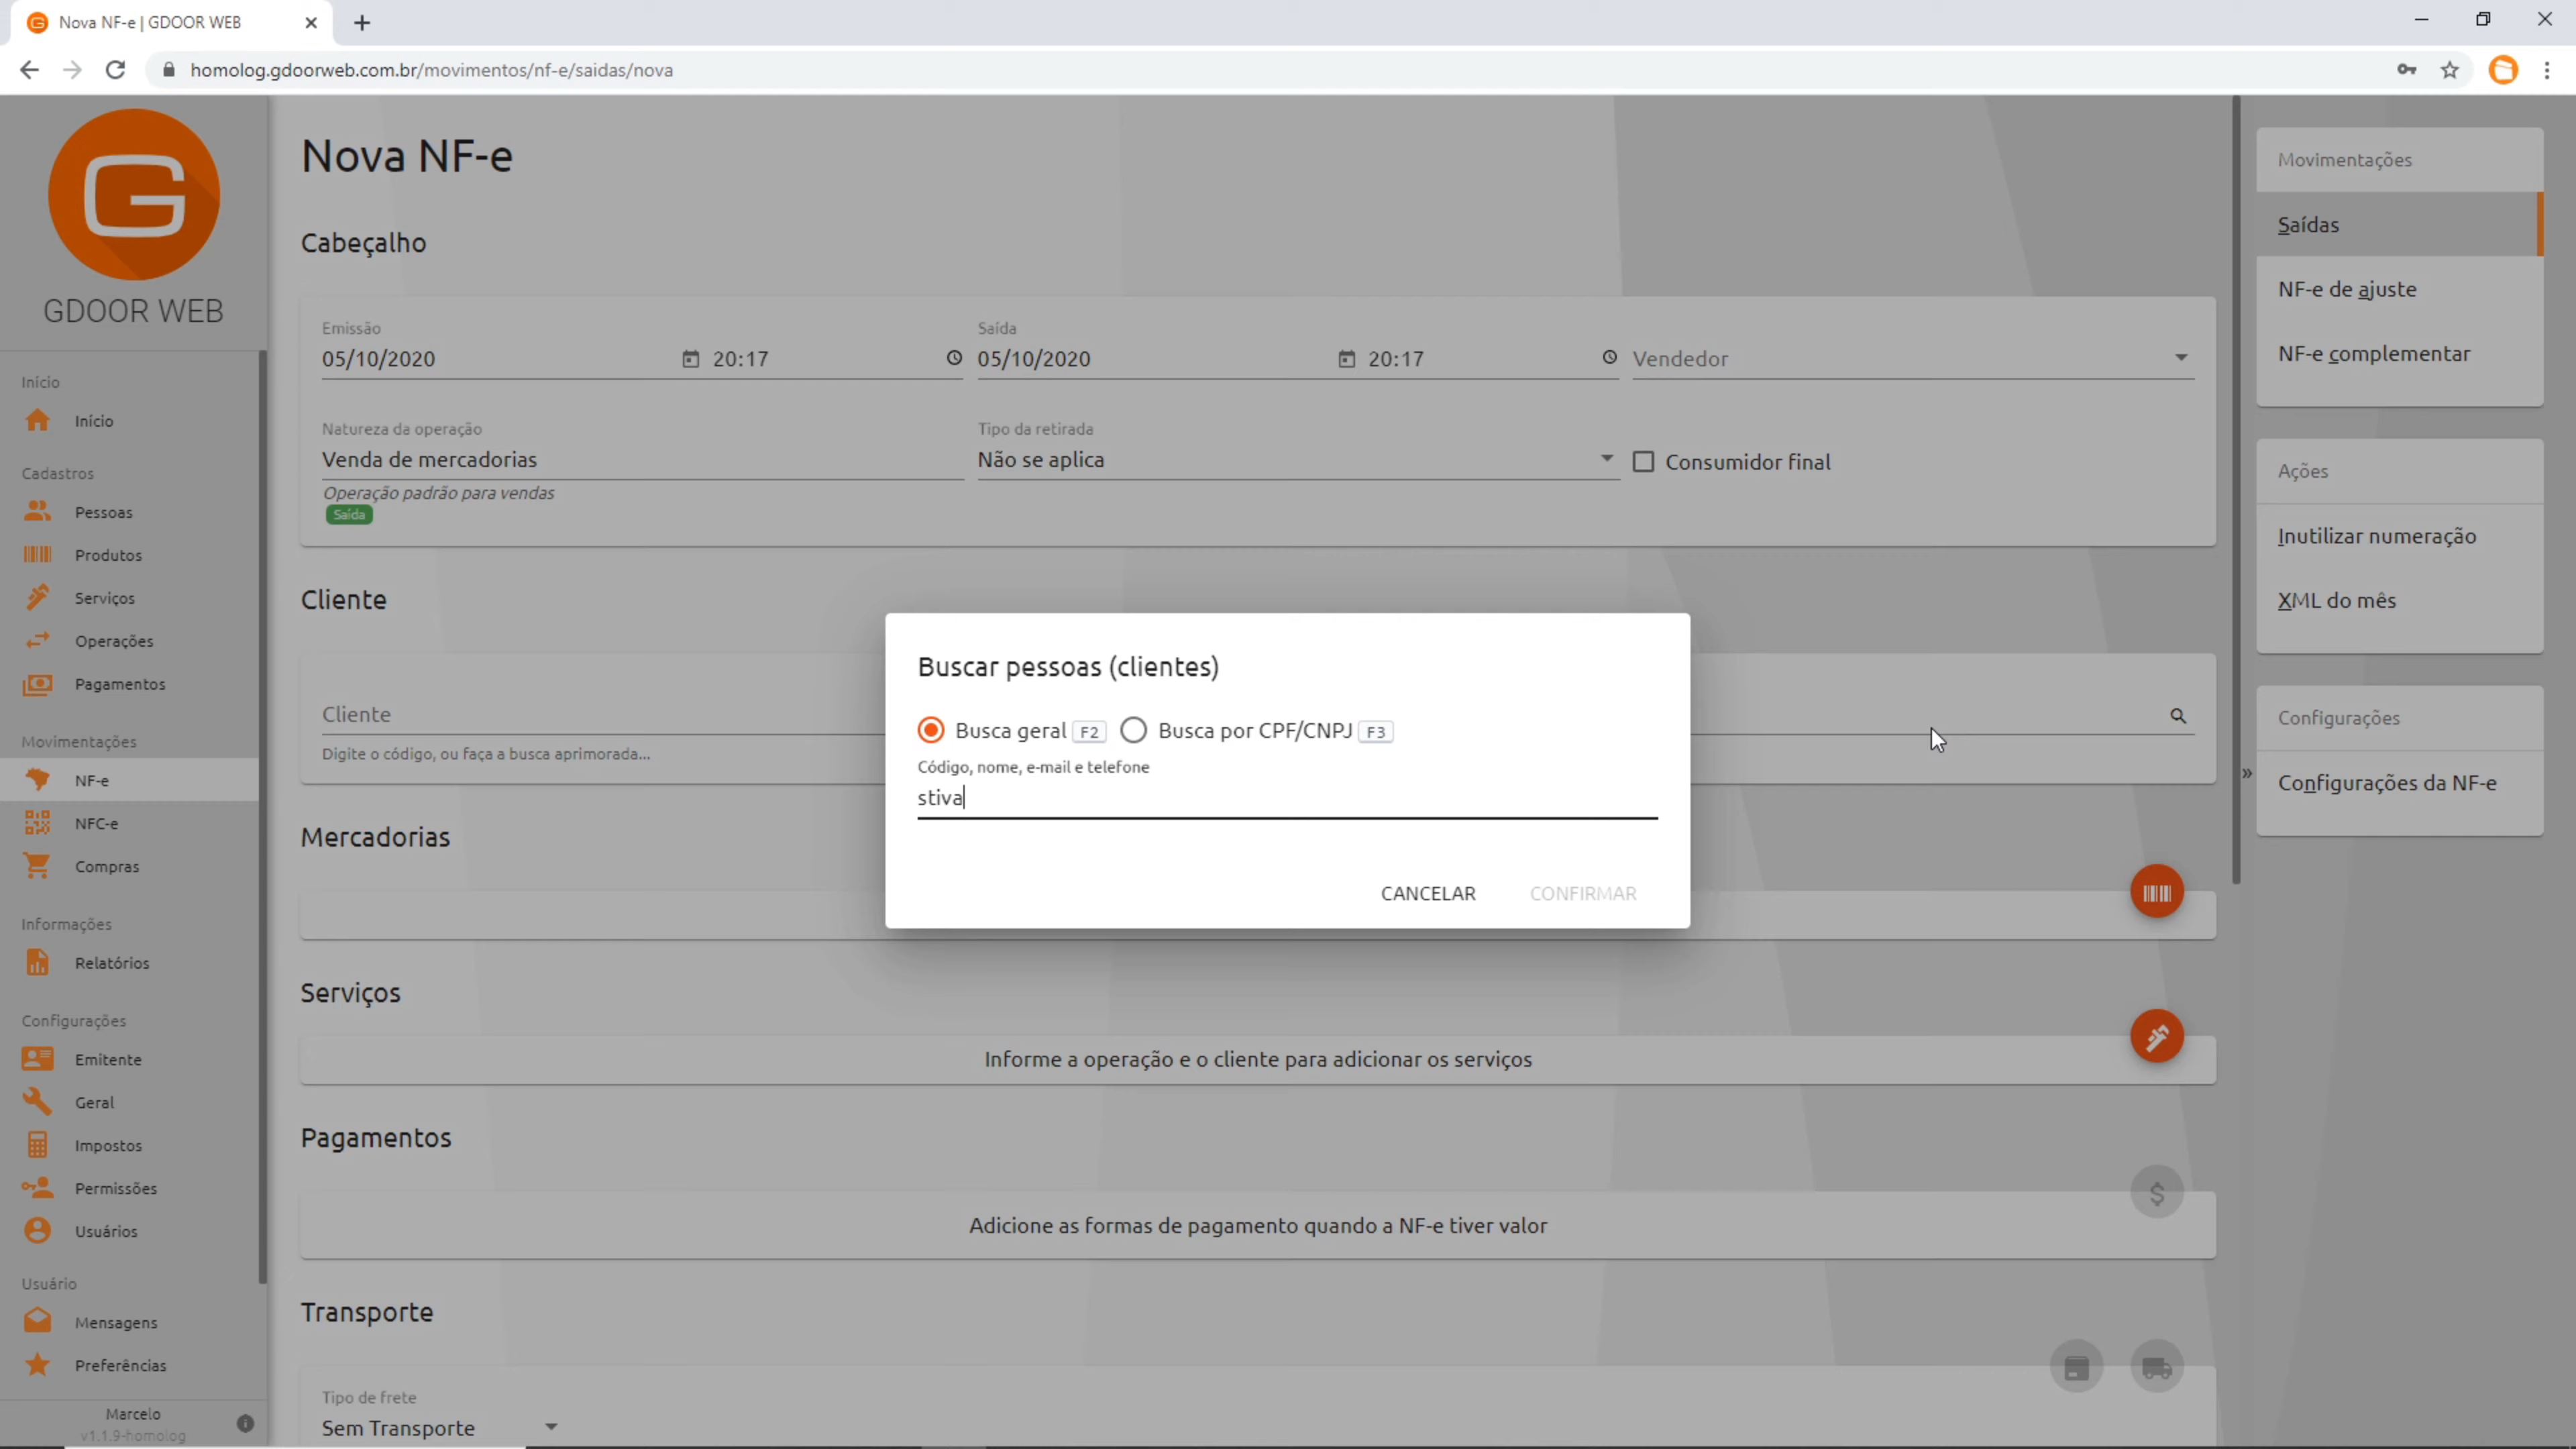 Nova NF-e | GDOOR WEB
homolog.gdoorweb.com.br/movimentos/nf-e/saidas/nova
GDOOR WEB
Início
Início
Cadastros
Pessoas
Produtos
Serviços
Operações
Pagamentos
Movimentações
NF-e
NFC-e
Compras
Informações
Relatórios
Configurações
Emitente
Geral
Impostos
Permissões
Usuários
Usuário
Mensagens
Preferências
Marcelo
v1.1.9-homolog
Nova NF-e
Cabeçalho
Emissão
05/10/2020 20:17
Saída
05/10/2020 20:17
Vendedor
Natureza da operação
Venda de mercadorias
Operação padrão para vendas
Saída
Tipo da retirada
Não se aplica
Consumidor final
Cliente
Cliente
Digite o código, ou faça a busca aprimorada...
Buscar pessoas (clientes)
Busca geral F2 Busca por CPF/CNPJ F3
Código, nome, e-mail e telefone
stiva
CANCELAR CONFIRMAR
Mercadorias
Serviços
Informe a operação e o cliente para adicionar os serviços
Pagamentos
Adicione as formas de pagamento quando a NF-e tiver valor
Transporte
Tipo de frete
Sem Transporte
Movimentações
Saídas
NF-e de ajuste
NF-e complementar
Ações
Inutilizar numeração
XML do mês
Configurações
Configurações da NF-e